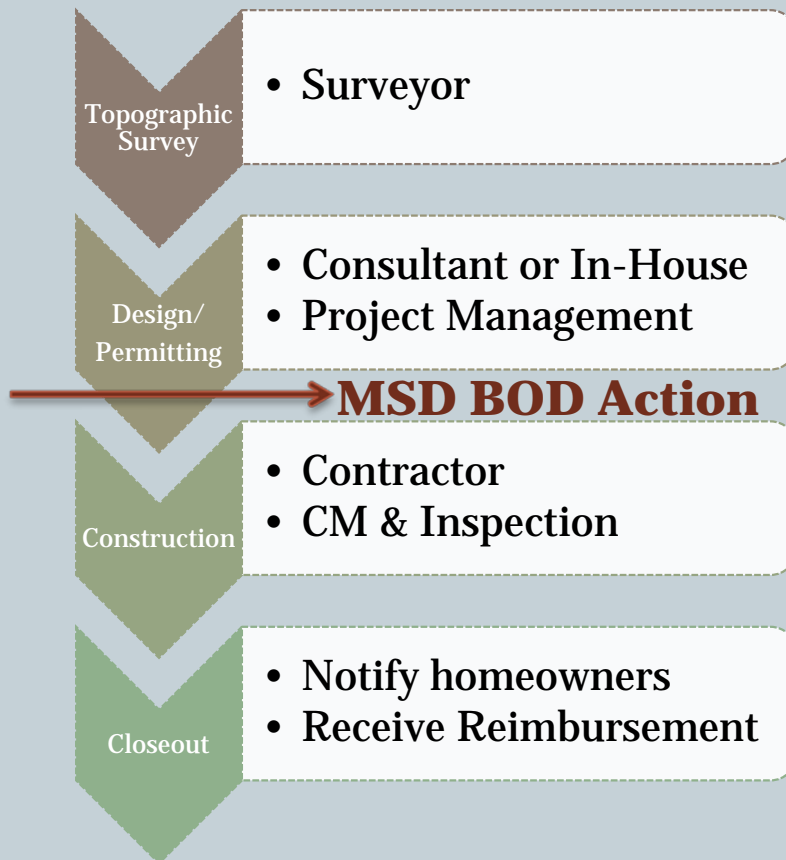 Topographic
Survey
• Surveyor
Design/
Permitting
• Consultant or In-House
• Project Management
MSD BOD Action
Construction
• Contractor
• CM & Inspection
Closeout
• Notify homeowners
• Receive Reimbursement